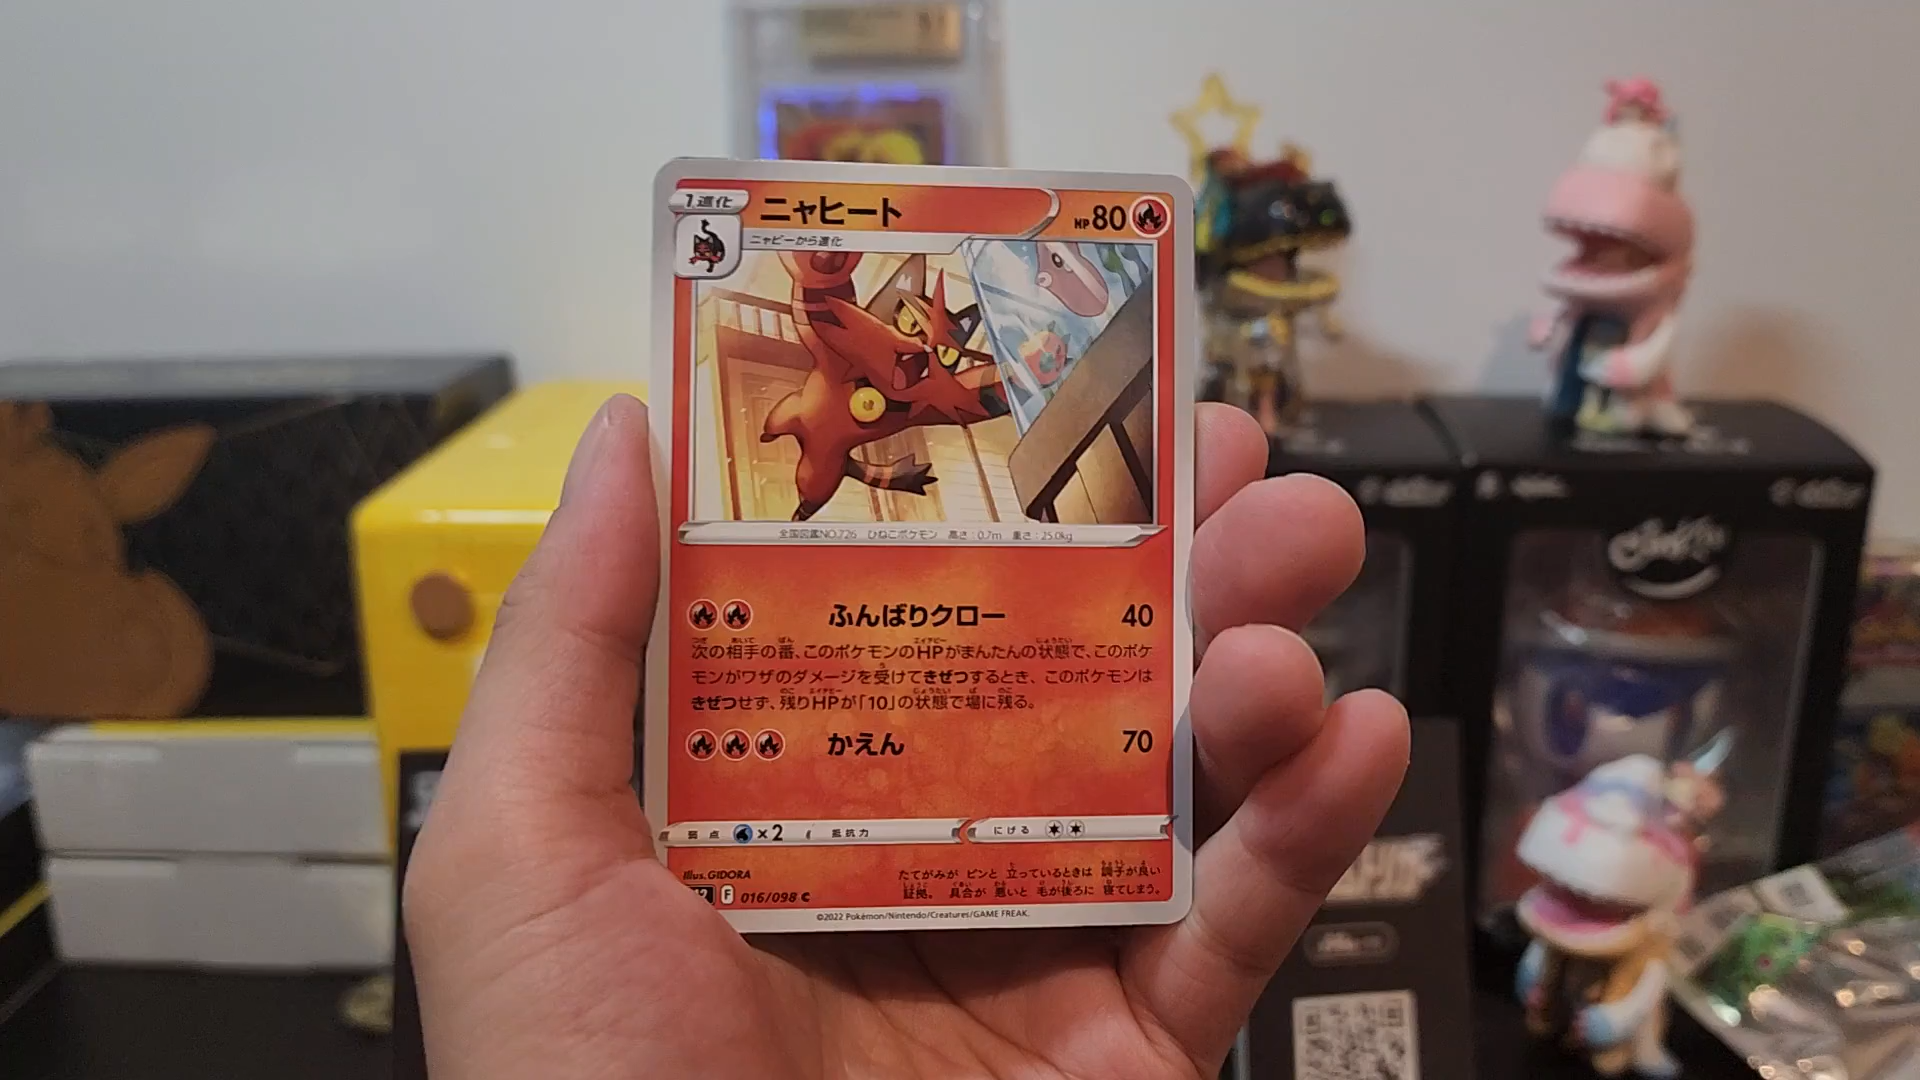 1進化
ニャヒート
HP80
ニャビーから進化
全国図鑑NO.726 ひねこポケモン 高さ:0.7m 重さ:25.0kg
ふんばりクロー 40
次の相手の番、このポケモンのHPがまんたんの状態で、このポケ
モンがワザのダメージを受けてきぜつするとき、このポケモンは
きぜつせず、残りHPが「10」の状態で場に残る。
かえん 70
弱点 ×2 抵抗力 にげる
Illus.GIDORA
F 016/098 C
たてがみが ピンと 立っているときは 調子が良い
証拠。 具合が 悪いと 毛が後ろに 寝てしまう。
©2022 Pokémon/Nintendo/Creatures/GAME FREAK.